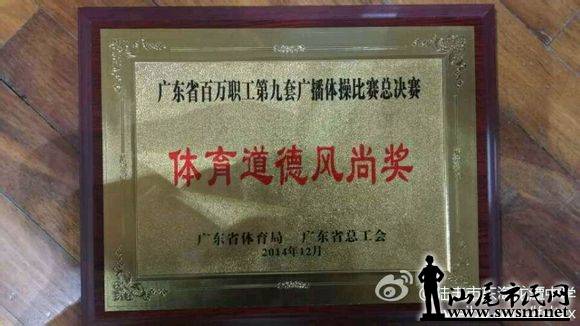 广东省百万职工第九套广播体操比赛总决赛
体育道德风尚奖
广东省体育局 广东省总工会
2014年12月
汕尾市民网
www.swsm.net